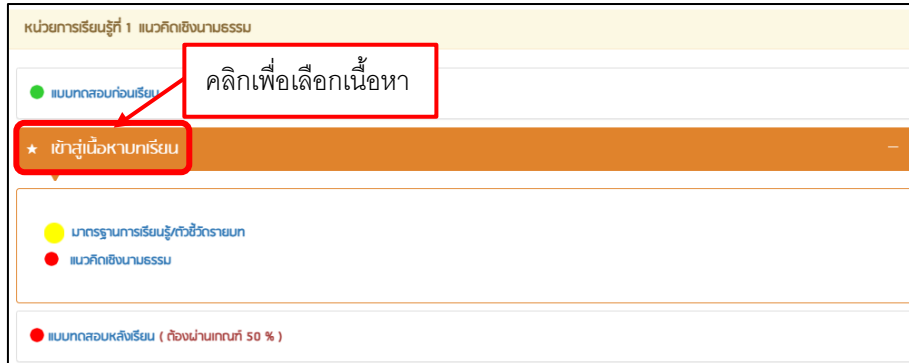 หน่วยการเรียนรู้ที่ 1 แนวคิดเชิงนามธรรม
คลิกเพื่อเลือกเนื้อหา
แบบทดสอบก่อนเรียน
★ เข้าสู่เนื้อหาบทเรียน –
มาตรฐานการเรียนรู้/ตัวชี้วัดรายบท
แนวคิดเชิงนามธรรม
แบบทดสอบหลังเรียน ( ต้องผ่านเกณฑ์ 50 % )